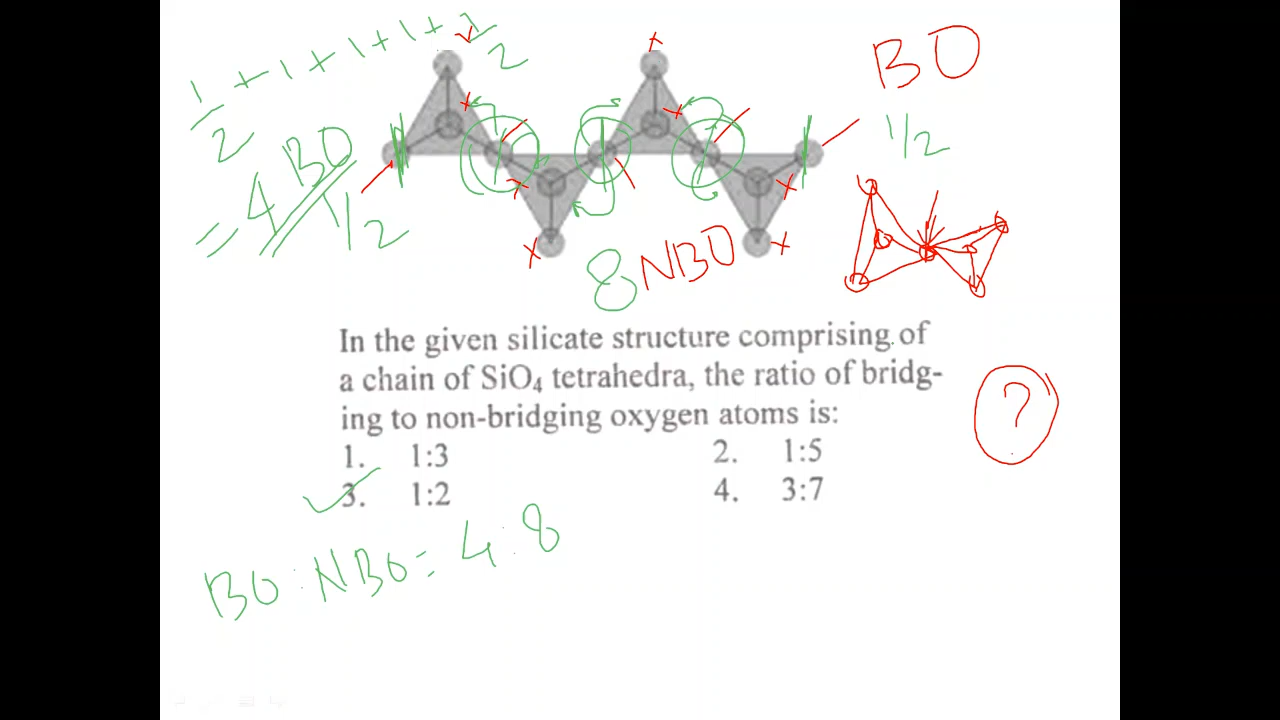 1/2 + 1 + 1 + 1 + 1/2
= 4 BO
1/2
BO
1/2
8 NBO
In the given silicate structure comprising of
a chain of SiO₄ tetrahedra, the ratio of bridg-
ing to non-bridging oxygen atoms is:
1. 1:3 2. 1:5
3. 1:2 4. 3:7
?
BO : NBO = 4 : 8